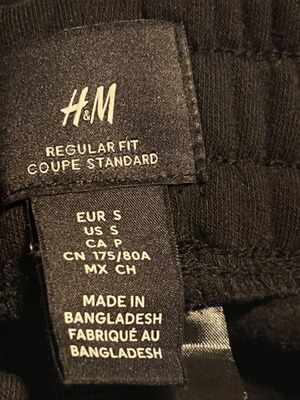 H&M
REGULAR FIT
COUPE STANDARD
EUR S
US S
CA P
CN 175/80A
MX CH
MADE IN
BANGLADESH
FABRIQUÉ AU
BANGLADESH